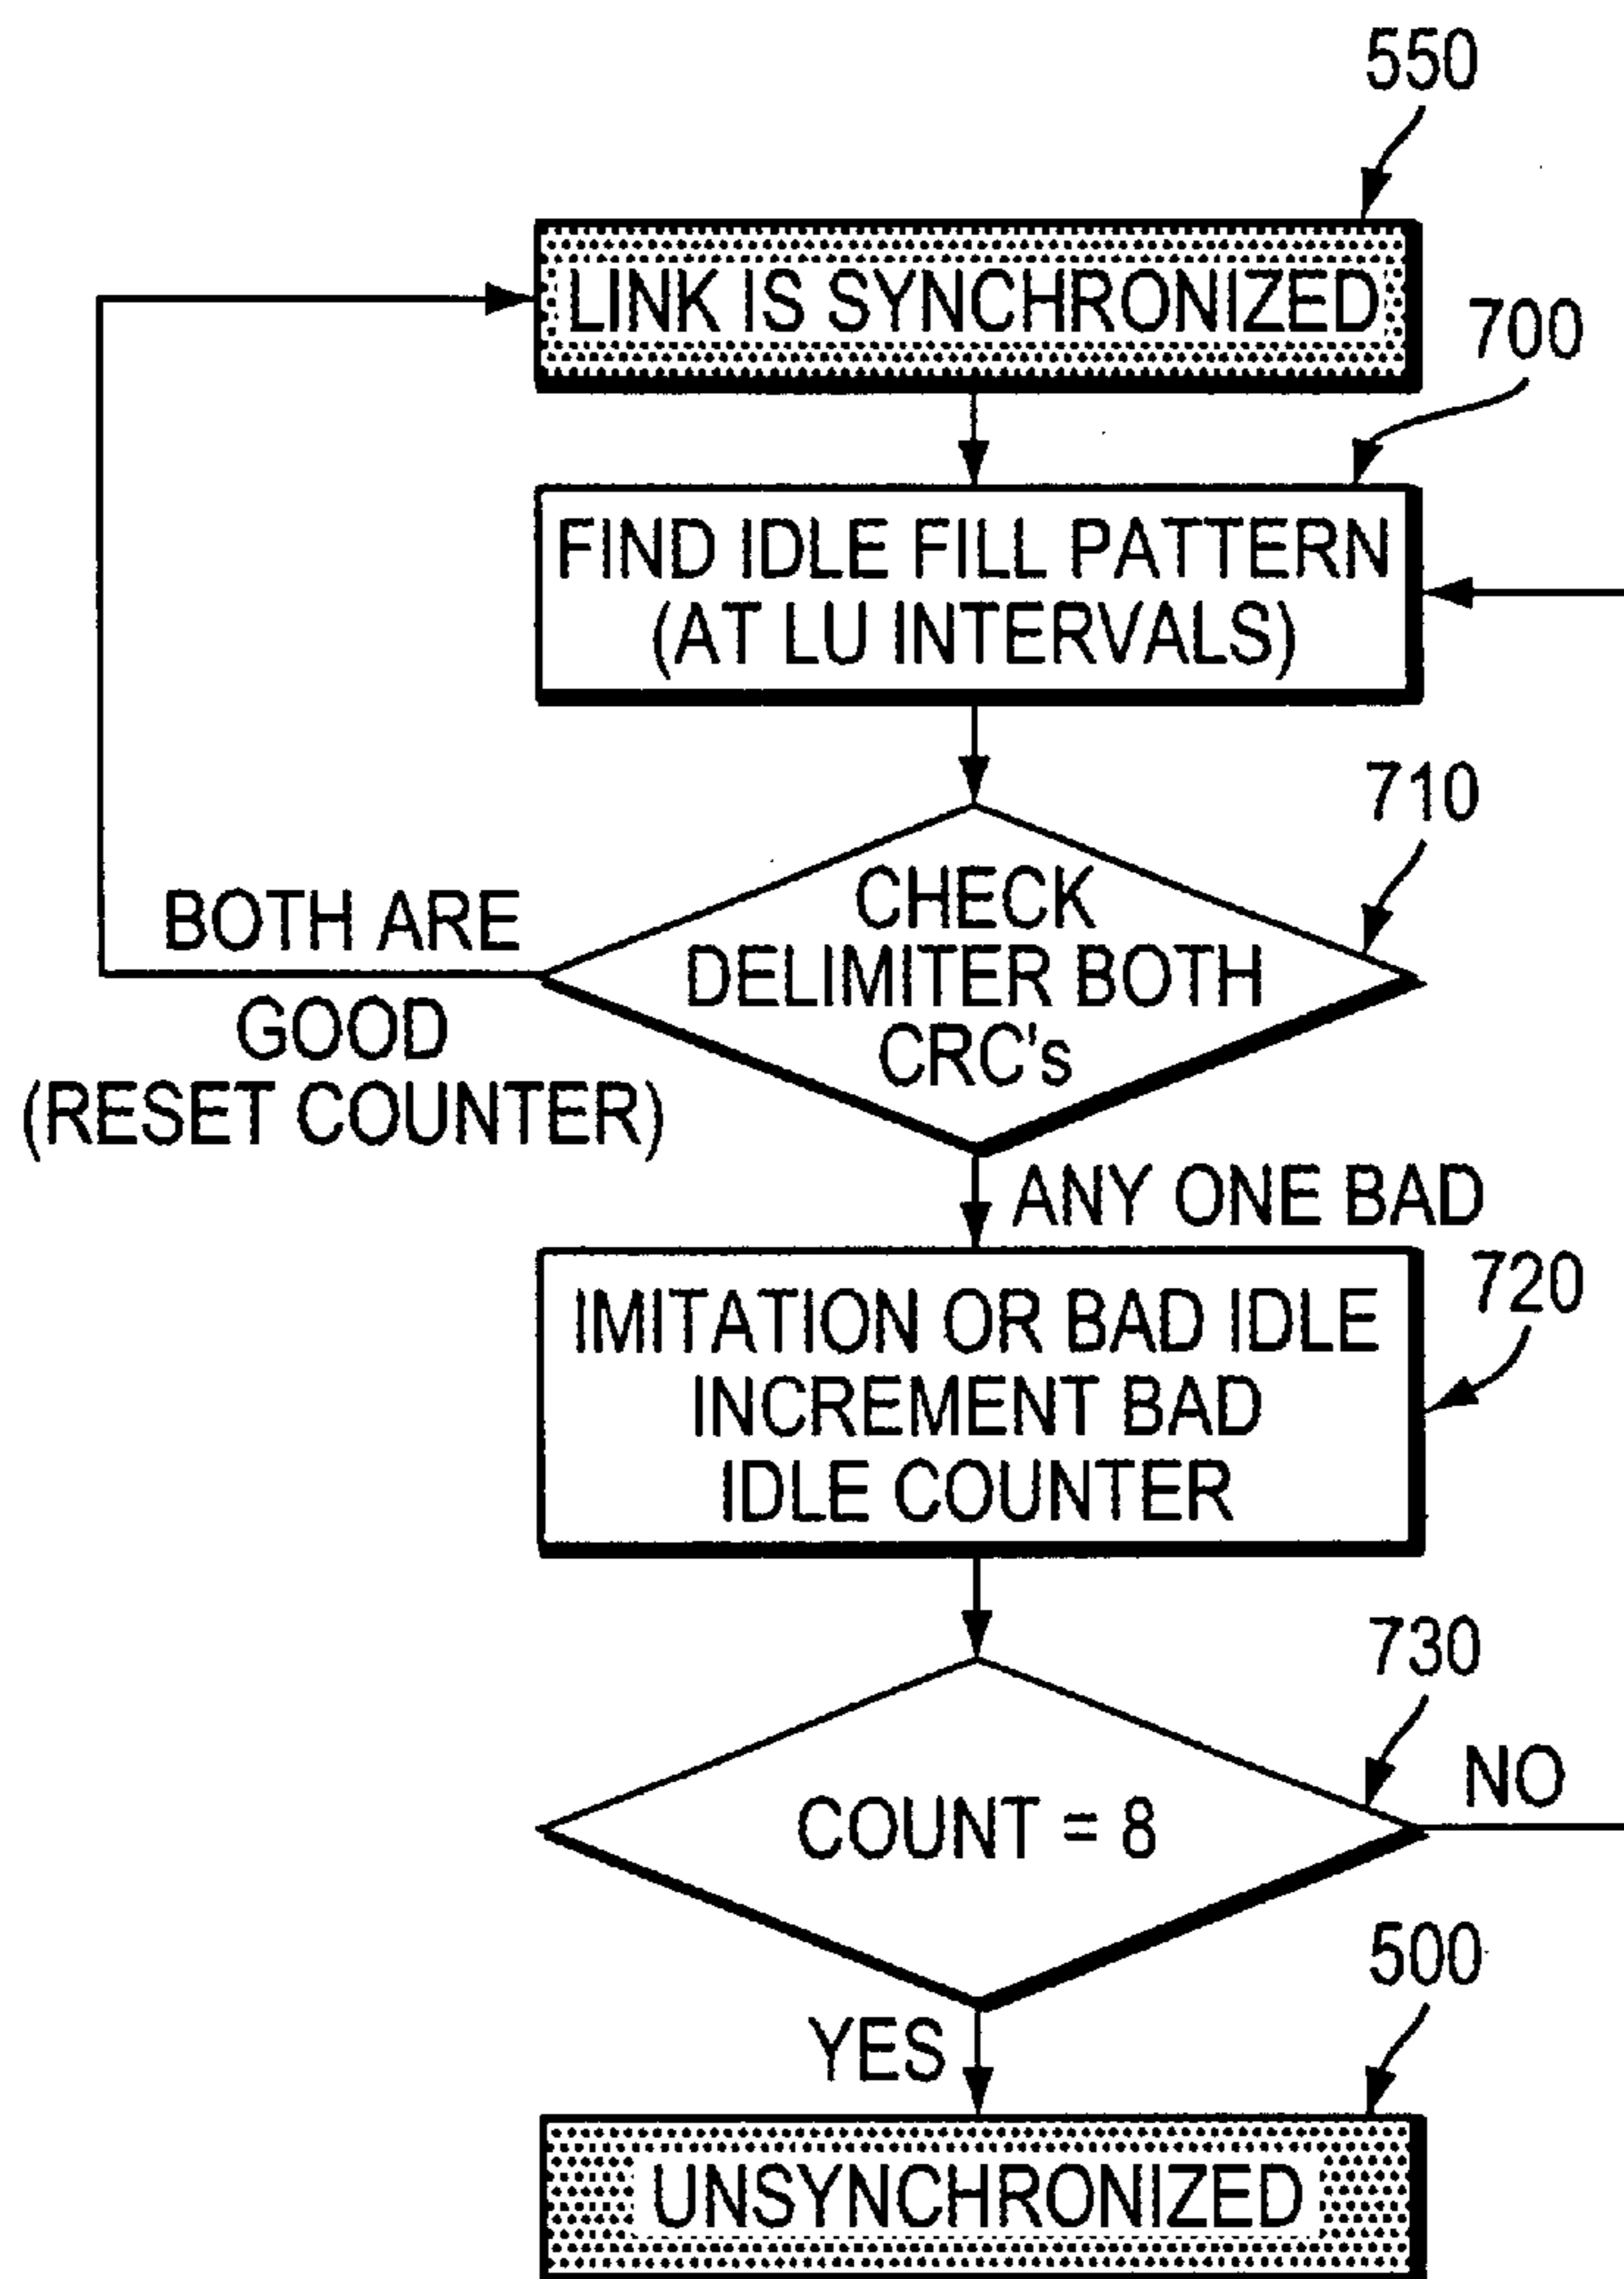 550
LINK IS SYNCHRONIZED
700
FIND IDLE FILL PATTERN
(AT LU INTERVALS)
710
CHECK
DELIMITER BOTH
CRC's
BOTH ARE
GOOD
(RESET COUNTER)
ANY ONE BAD
720
IMITATION OR BAD IDLE
INCREMENT BAD
IDLE COUNTER
730
COUNT = 8
NO
YES
500
UNSYNCHRONIZED